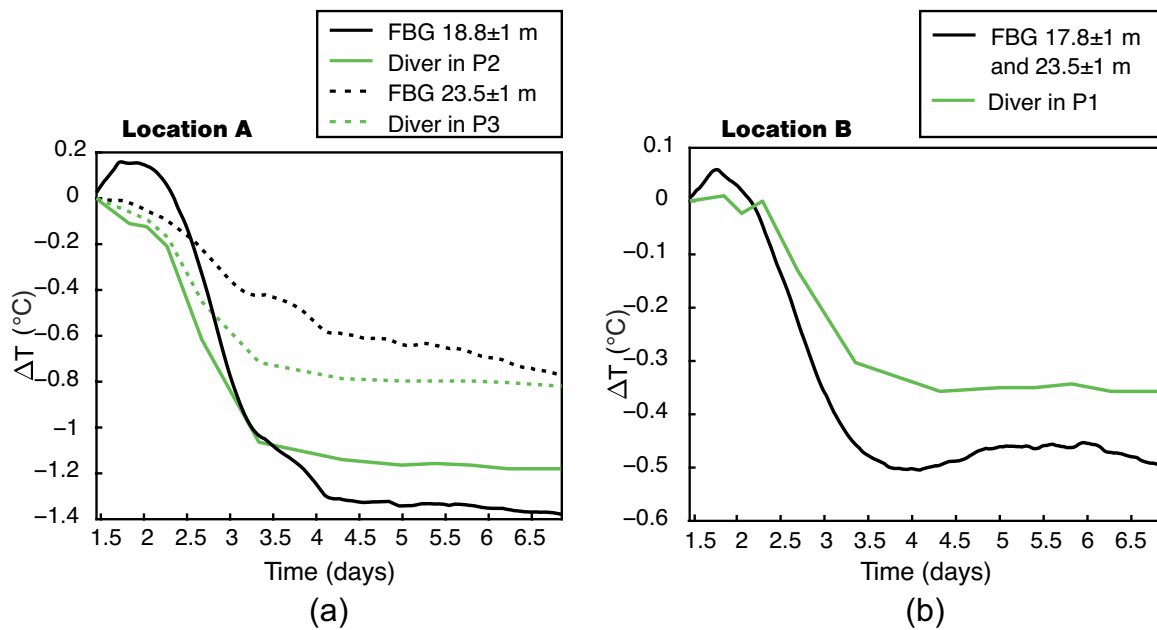 FBG 18.8±1 m
Diver in P2
FBG 23.5±1 m
Diver in P3
Location A
0.2
0
−0.2
−0.4
−0.6
−0.8
−1
−1.2
−1.4
ΔT (°C)
1.5 2 2.5 3 3.5 4 4.5 5 5.5 6 6.5
Time (days)
(a)
FBG 17.8±1 m
and 23.5±1 m
Diver in P1
Location B
0.1
0
−0.1
−0.2
−0.3
−0.4
−0.5
−0.6
ΔT (°C)
1.5 2 2.5 3 3.5 4 4.5 5 5.5 6 6.5
Time (days)
(b)